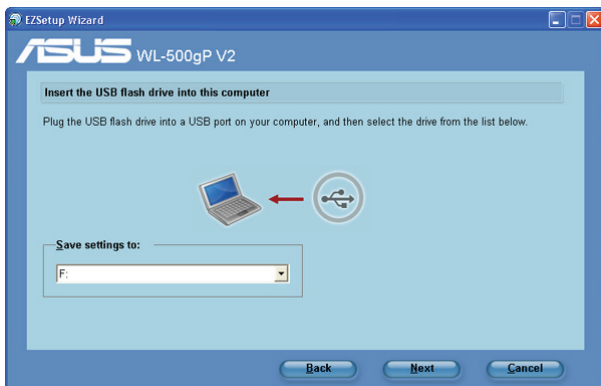 EZSetup Wizard
ASUS WL-500gP V2
Insert the USB flash drive into this computer
Plug the USB flash drive into a USB port on your computer, and then select the drive from the list below.
Save settings to:
F:
Back Next Cancel